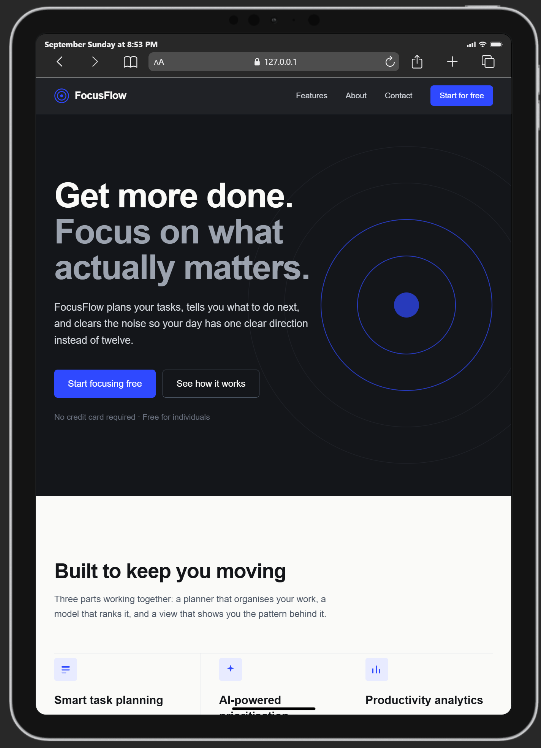 September Sunday at 8:53 PM
AA 127.0.0.1
FocusFlow Features About Contact Start for free
Get more done.
Focus on what
actually matters.
FocusFlow plans your tasks, tells you what to do next,
and clears the noise so your day has one clear direction
instead of twelve.
Start focusing free See how it works
No credit card required · Free for individuals
Built to keep you moving
Three parts working together: a planner that organises your work, a
model that ranks it, and a view that shows you the pattern behind it.
Smart task planning AI-powered Productivity analytics